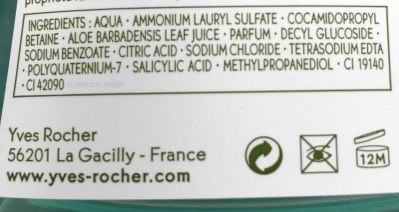 INGREDIENTS : AQUA • AMMONIUM LAURYL SULFATE • COCAMIDOPROPYL
BETAINE • ALOE BARBADENSIS LEAF JUICE • PARFUM • DECYL GLUCOSIDE •
SODIUM BENZOATE • CITRIC ACID • SODIUM CHLORIDE • TETRASODIUM EDTA
• POLYQUATERNIUM-7 • SALICYLIC ACID • METHYLPROPANEDIOL • CI 19140
• CI 42090
Yves Rocher
56201 La Gacilly - France
www.yves-rocher.com
12M